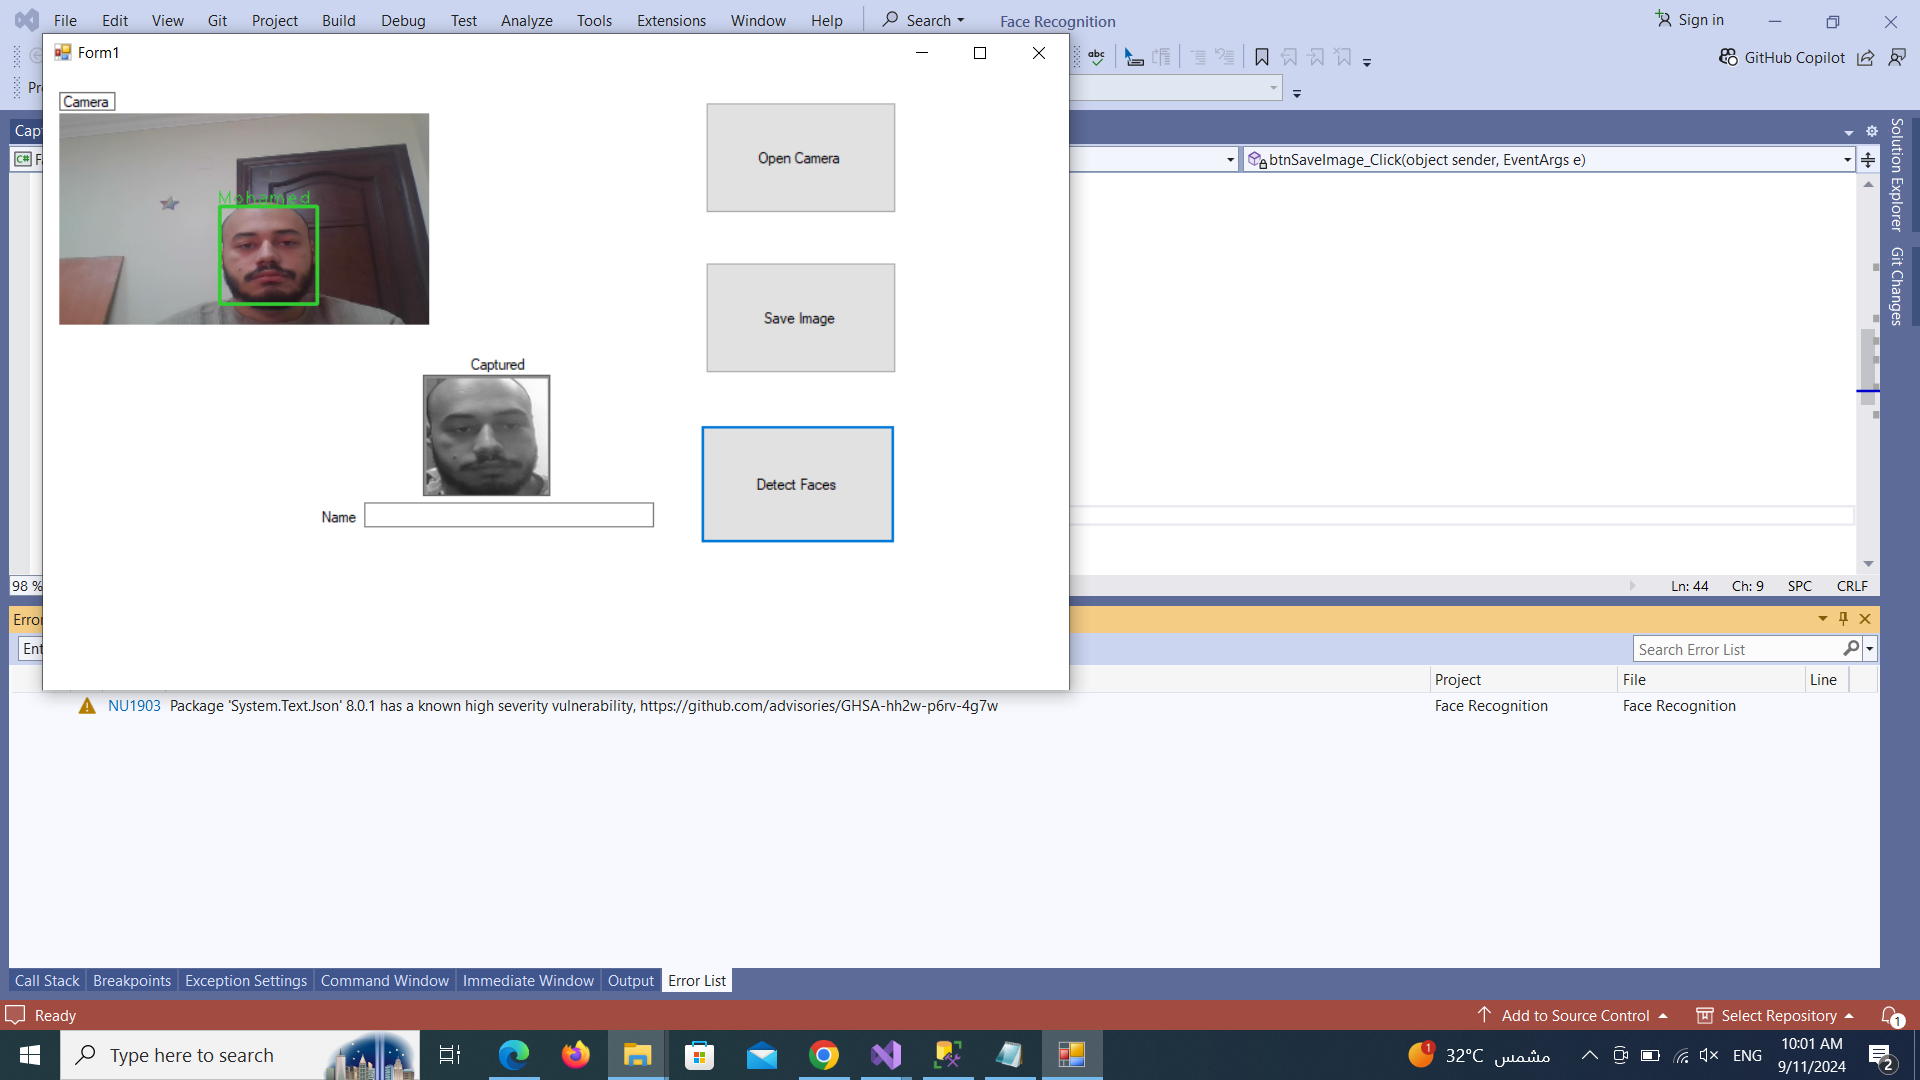 File Edit View Git Project Build Debug Test Analyze Tools Extensions Window Help Search Face Recognition Sign in
Form1
abc
GitHub Copilot
Camera
Open Camera
btnSaveImage_Click(object sender, EventArgs e)
C#
Solution Explorer
Git Changes
Mohamed
Save Image
Captured
Detect Faces
Name
98 %
Ln: 44 Ch: 9 SPC CRLF
Search Error List
Project File Line
NU1903 Package 'System.Text.Json' 8.0.1 has a known high severity vulnerability, https://github.com/advisories/GHSA-hh2w-p6rv-4g7w Face Recognition Face Recognition
Call Stack Breakpoints Exception Settings Command Window Immediate Window Output Error List
Ready Add to Source Control Select Repository 1
Type here to search 1 32°C مشمس ENG 10:01 AM
9/11/2024 2